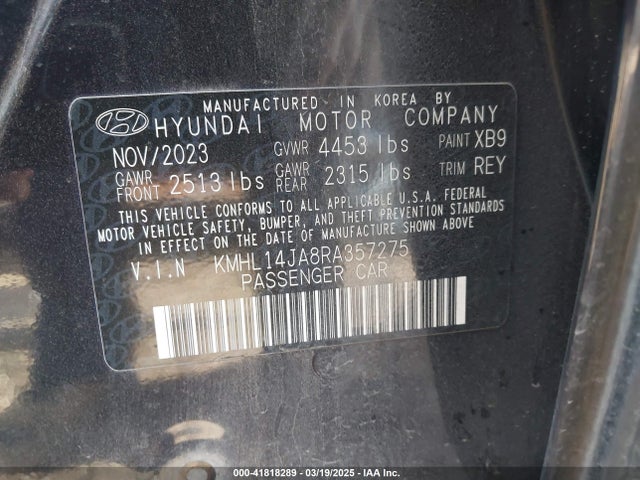 MANUFACTURED IN KOREA BY
HYUNDAI MOTOR COMPANY
NOV/2023 GVWR 4453 lbs PAINT XB9
GAWR FRONT 2513 lbs GAWR REAR 2315 lbs TRIM REY
THIS VEHICLE CONFORMS TO ALL APPLICABLE U.S.A. FEDERAL
MOTOR VEHICLE SAFETY, BUMPER, AND THEFT PREVENTION STANDARDS
IN EFFECT ON THE DATE OF MANUFACTURE SHOWN ABOVE.
V.I.N KMHL14JA8RA357275
PASSENGER CAR
000-41818289 - 03/19/2025 - IAA Inc.